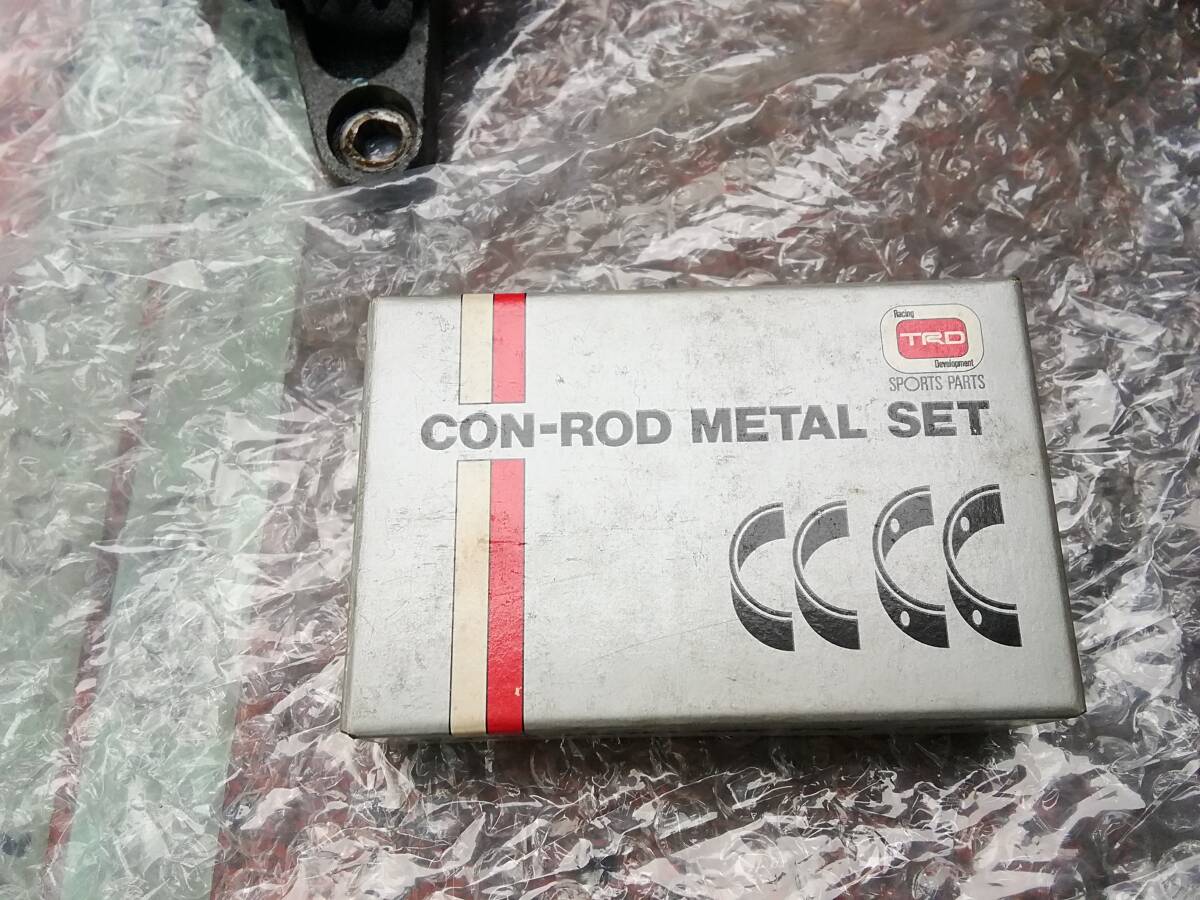 Racing
TRD
Development
SPORTS PARTS
CON-ROD METAL SET